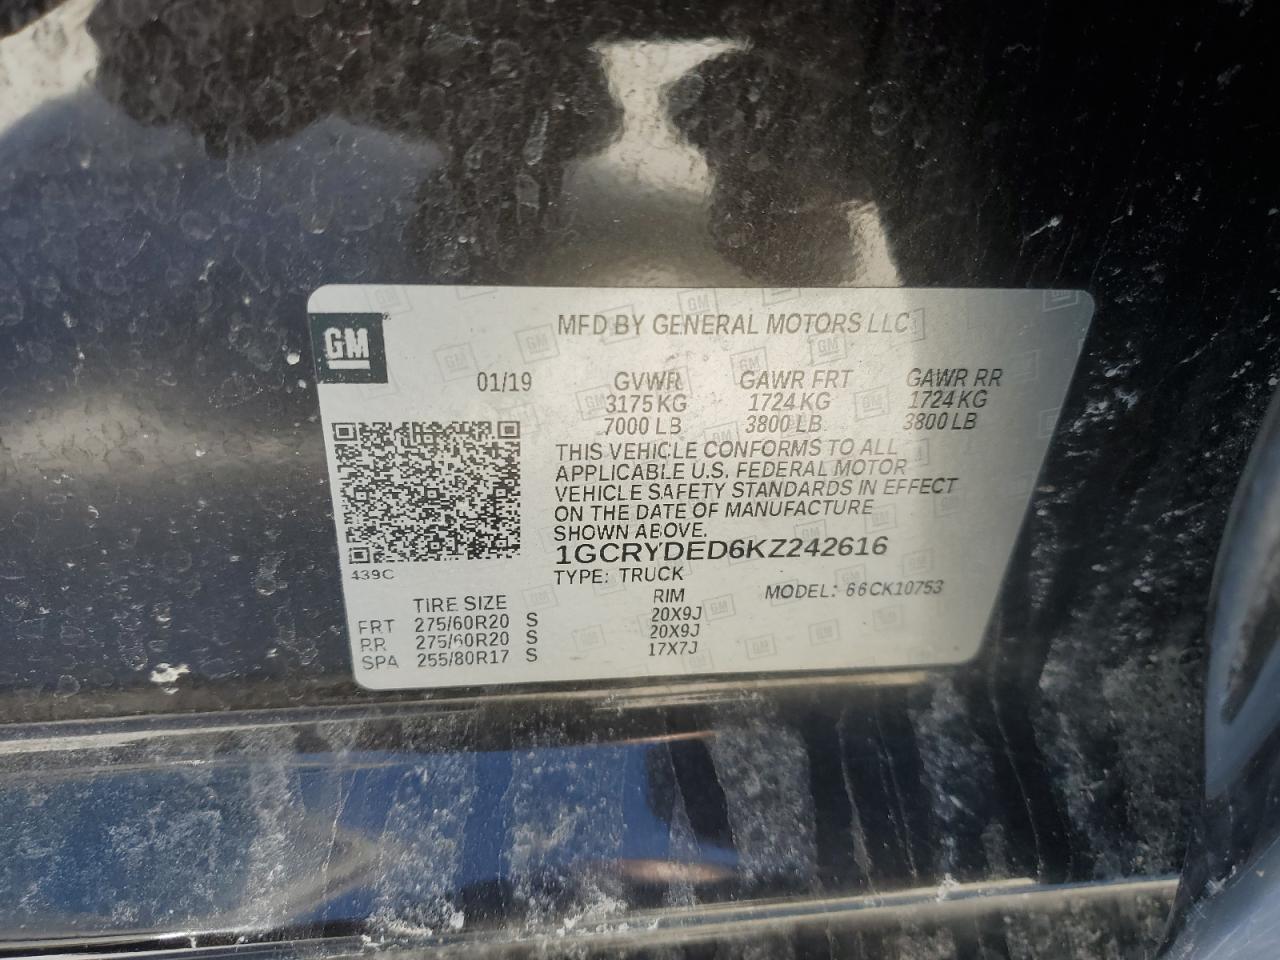 GM
MFD BY GENERAL MOTORS LLC
01/19 GVWR GAWR FRT GAWR RR
3175 KG 1724 KG 1724 KG
7000 LB 3800 LB 3800 LB
THIS VEHICLE CONFORMS TO ALL
APPLICABLE U.S. FEDERAL MOTOR
VEHICLE SAFETY STANDARDS IN EFFECT
ON THE DATE OF MANUFACTURE
SHOWN ABOVE.
1GCRYDED6KZ242616
439C
TYPE: TRUCK
MODEL: 66CK10753
TIRE SIZE RIM
FRT 275/60R20 S 20X9J
RR 275/60R20 S 20X9J
SPA 255/80R17 S 17X7J